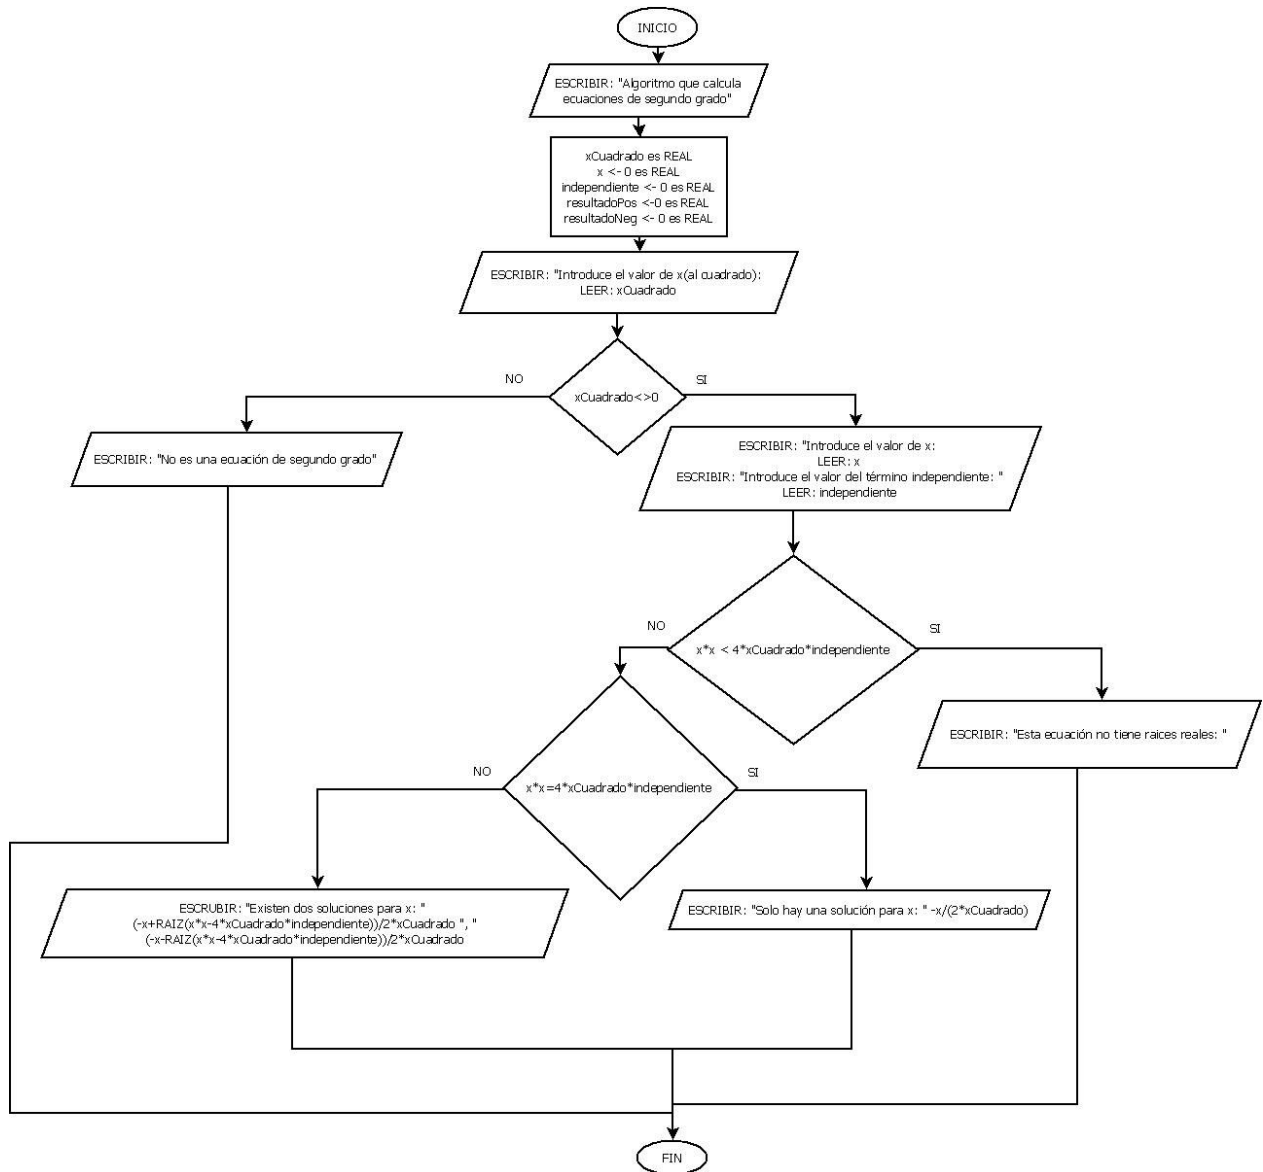 INICIO
ESCRIBIR: "Algoritmo que calcula
ecuaciones de segundo grado"
xCuadrado es REAL
x <- 0 es REAL
independiente <- 0 es REAL
resultadoPos <-0 es REAL
resultadoNeg <- 0 es REAL
ESCRIBIR: "Introduce el valor de x(al cuadrado):
LEER: xCuadrado
NO
SI
xCuadrado<>0
ESCRIBIR: "No es una ecuación de segundo grado"
ESCRIBIR: "Introduce el valor de x:
LEER: x
ESCRIBIR: "Introduce el valor del término independiente: "
LEER: independiente
NO
SI
x*x < 4*xCuadrado*independiente
ESCRIBIR: "Esta ecuación no tiene raices reales: "
NO
SI
x*x=4*xCuadrado*independiente
ESCRUBIR: "Existen dos soluciones para x: "
(-x+RAIZ(x*x-4*xCuadrado*independiente))/2*xCuadrado ", "
(-x-RAIZ(x*x-4*xCuadrado*independiente))/2*xCuadrado
ESCRIBIR: "Solo hay una solución para x: " -x/(2*xCuadrado)
FIN